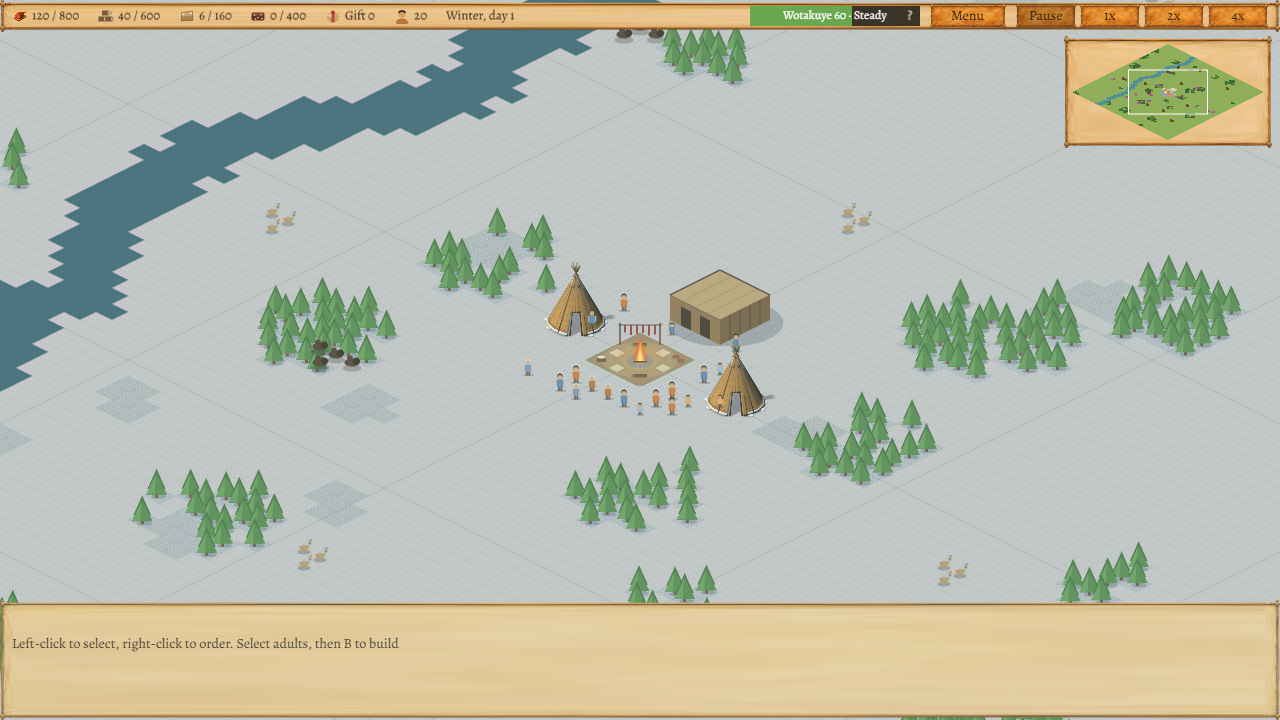 120 / 800 40 / 600 6 / 160 0 / 400 Gift 0 20 Winter, day 1 Wotakuye 60 - Steady ? Menu Pause 1x 2x 4x
Left-click to select, right-click to order. Select adults, then B to build